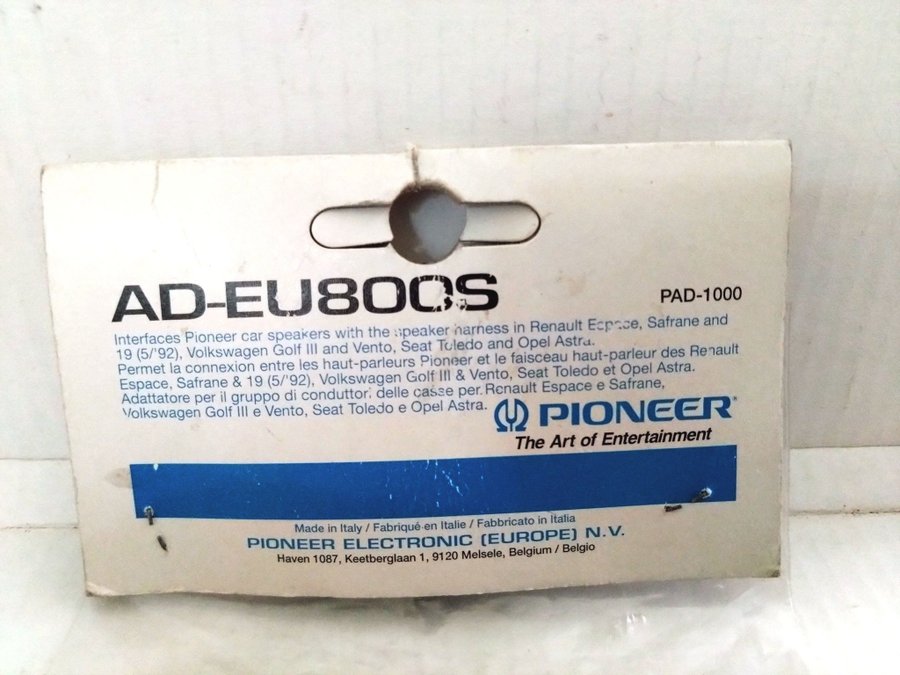 AD-EU800S
PAD-1000
Interfaces Pioneer car speakers with the speaker harness in Renault Espace, Safrane and
19 (5/'92), Volkswagen Golf III and Vento, Seat Toledo and Opel Astra.
Permet la connexion entre les haut-parleurs Pioneer et le faisceau haut-parleur des Renault
Espace, Safrane & 19 (5/'92), Volkswagen Golf III & Vento, Seat Toledo et Opel Astra.
Adattatore per il gruppo di conduttori delle casse per Renault Espace e Safrane,
Volkswagen Golf III e Vento, Seat Toledo e Opel Astra.
PIONEER®
The Art of Entertainment
Made in Italy / Fabriqué en Italie / Fabbricato in Italia
PIONEER ELECTRONIC (EUROPE) N.V.
Haven 1087, Keetberglaan 1, 9120 Melsele, Belgium / Belgio